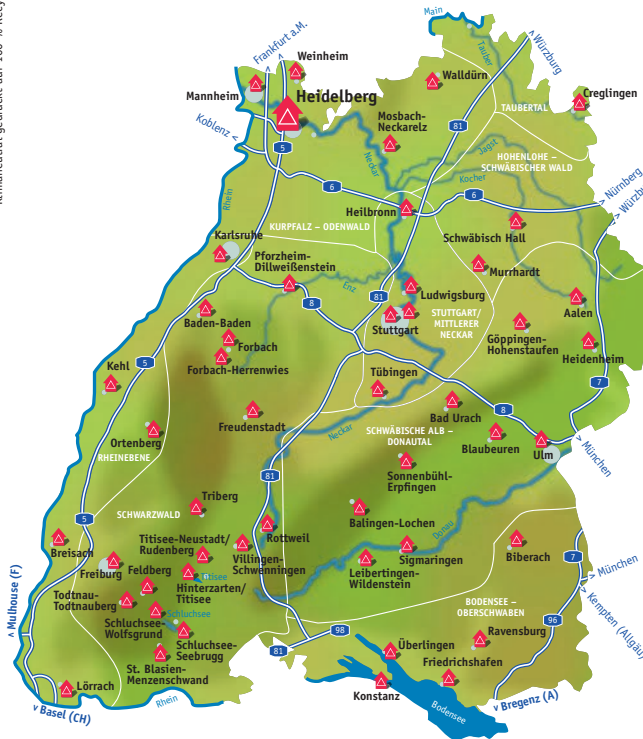 Main
Frankfurt a.M.
Würzburg
Weinheim
Tauber
Walldürn
Creglingen
Mannheim
Heidelberg
TAUBERTAL
Koblenz
Mosbach-
Neckarelz
81
5
Jagst
HOHENLOHE –
SCHWÄBISCHER WALD
Neckar
Kocher
Nürnberg
6
6
Rhein
Heilbronn
KURPFALZ – ODENWALD
Schwäbisch Hall
Karlsruhe
Pforzheim-
Dillweißenstein
Murrhardt
Enz
81
Ludwigsburg
8
Aalen
Baden-Baden
Stuttgart
STUTTGART/
MITTLERER
NECKAR
Göppingen-
Hohenstaufen
Forbach
Heidenheim
Forbach-Herrenwies
Kehl
5
Tübingen
7
Bad Urach
8
Freudenstadt
Neckar
SCHWÄBISCHE ALB –
DONAUTAL
Blaubeuren
Ulm
München
Ortenberg
RHEINEBENE
Sonnenbühl-
Erpfingen
81
Triberg
SCHWARZWALD
Balingen-Lochen
5
Rottweil
Donau
Breisach
Titisee-Neustadt/
Rudenberg
Villingen-
Schwenningen
Sigmaringen
Biberach
7
Freiburg
Feldberg
Titisee
Hinterzarten/
Titisee
Leibertingen-
Wildenstein
München
Todtnau-
Todtnauberg
Schluchsee
BODENSEE –
OBERSCHWABEN
Kempten (Allgäu)
Mulhouse (F)
Schluchsee-
Wolfsgrund
96
98
Schluchsee-
Seebrugg
81
Überlingen
Ravensburg
St. Blasien-
Menzenschwand
Friedrichshafen
Lörrach
Konstanz
Rhein
Bodensee
Basel (CH)
Bregenz (A)